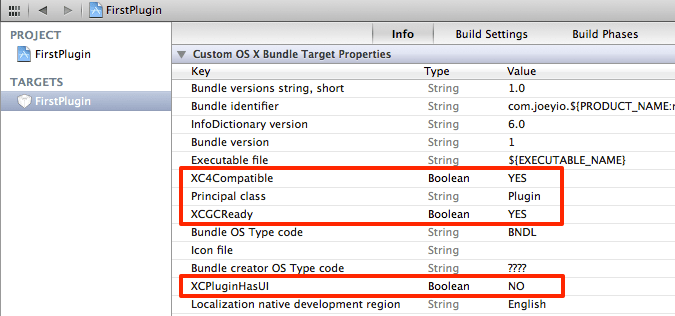 FirstPlugin
PROJECT
FirstPlugin
TARGETS
FirstPlugin
Info Build Settings Build Phases
Custom OS X Bundle Target Properties
Key Type Value
Bundle versions string, short String 1.0
Bundle identifier String com.joeyio.${PRODUCT_NAME:r
InfoDictionary version String 6.0
Bundle version String 1
Executable file String ${EXECUTABLE_NAME}
XC4Compatible Boolean YES
Principal class String Plugin
XCGCReady Boolean YES
Bundle OS Type code String BNDL
Icon file String
Bundle creator OS Type code String ????
XCPluginHasUI Boolean NO
Localization native development region String English